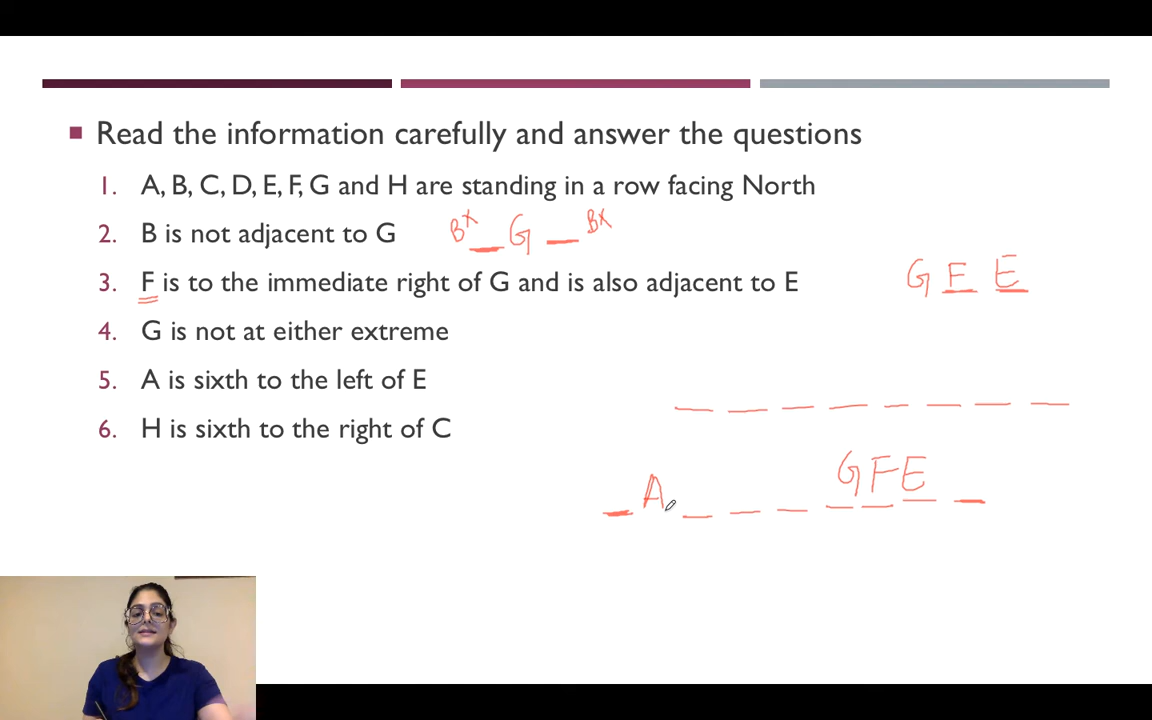 Read the information carefully and answer the questions
1. A, B, C, D, E, F, G and H are standing in a row facing North
2. B is not adjacent to G
B× G B×
3. F is to the immediate right of G and is also adjacent to E
G F E
4. G is not at either extreme
5. A is sixth to the left of E
6. H is sixth to the right of C
A G F E